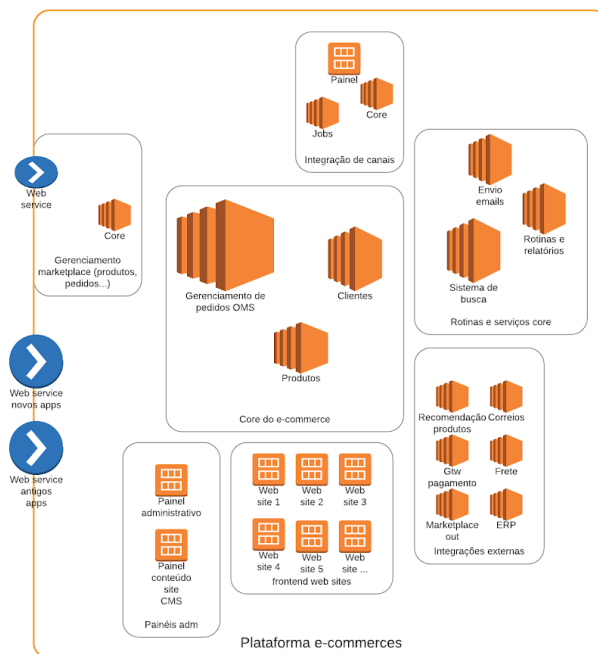 Painel
Core
Jobs
Integração de canais
Web
service
Core
Gerenciamento
marketplace (produtos,
pedidos...)
Envio
emails
Rotinas e
relatórios
Sistema de
busca
Rotinas e serviços core
Gerenciamento de
pedidos OMS
Clientes
Produtos
Core do e-commerce
Web service
novos apps
Web service
antigos
apps
Recomendação
produtos
Correios
Gtw
pagamento
Frete
Marketplace
out
ERP
Integrações externas
Painel
administrativo
Painel
conteúdo
site
CMS
Painéis adm
Web
site 1
Web
site 2
Web
site 3
Web
site 4
Web
site 5
Web
site ...
frontend web sites
Plataforma e-commerces